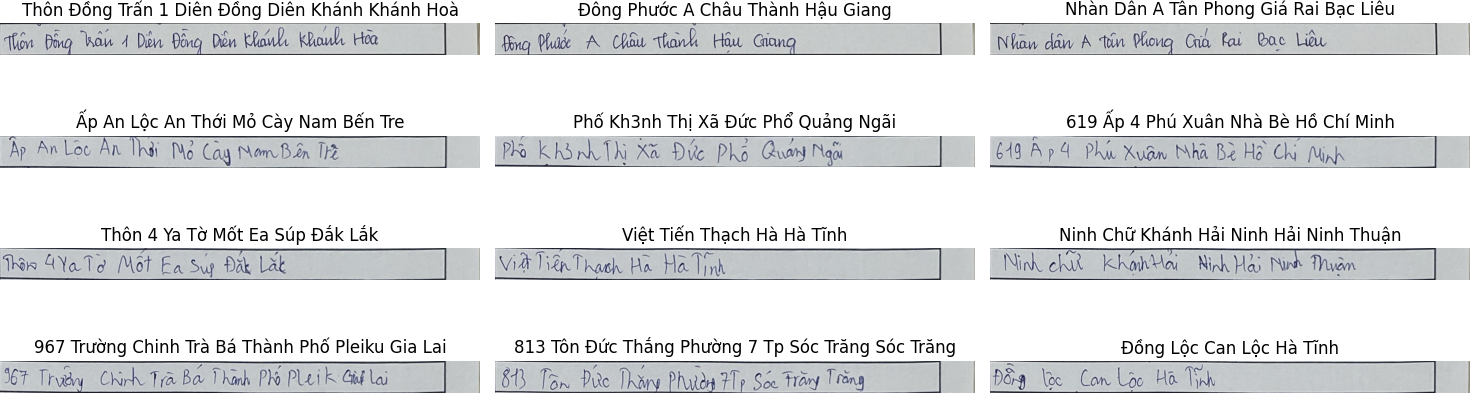 Thôn Đồng Trấn 1 Diên Đồng Diên Khánh Khánh Hoà
Đông Phước A Châu Thành Hậu Giang
Nhàn Dân A Tân Phong Giá Rai Bạc Liêu
Thôn Đồng Trấn 1 Diên Đồng Diên Khánh Khánh Hòa
Đông Phước A Châu Thành Hậu Giang
Nhàn dân A Tân Phong Giá Rai Bạc Liêu
Ấp An Lộc An Thới Mỏ Cày Nam Bến Tre
Phố Kh3nh Thị Xã Đức Phổ Quảng Ngãi
619 Ấp 4 Phú Xuân Nhà Bè Hồ Chí Minh
Ấp An Lộc An Thới Mỏ Cày Nam Bến Tre
Phố Kh3nh Thị Xã Đức Phổ Quảng Ngãi
619 Ấp 4 Phú Xuân Nhà Bè Hồ Chí Minh
Thôn 4 Ya Tờ Mốt Ea Súp Đắk Lắk
Việt Tiến Thạch Hà Hà Tĩnh
Ninh Chữ Khánh Hải Ninh Hải Ninh Thuận
Thôn 4 Ya Tờ Mốt Ea Súp Đắk Lắk
Việt Tiến Thạch Hà Hà Tĩnh
Ninh chữ Khánh Hải Ninh Hải Ninh Thuận
967 Trường Chinh Trà Bá Thành Phố Pleiku Gia Lai
813 Tôn Đức Thắng Phường 7 Tp Sóc Trăng Sóc Trăng
Đồng Lộc Can Lộc Hà Tĩnh
967 Trường Chinh Trà Bá Thành Phố Pleik Gia Lai
813 Tôn Đức Thắng Phường 7 Tp Sóc Trăng Trăng
Đồng lộc Can Lộc Hà Tĩnh